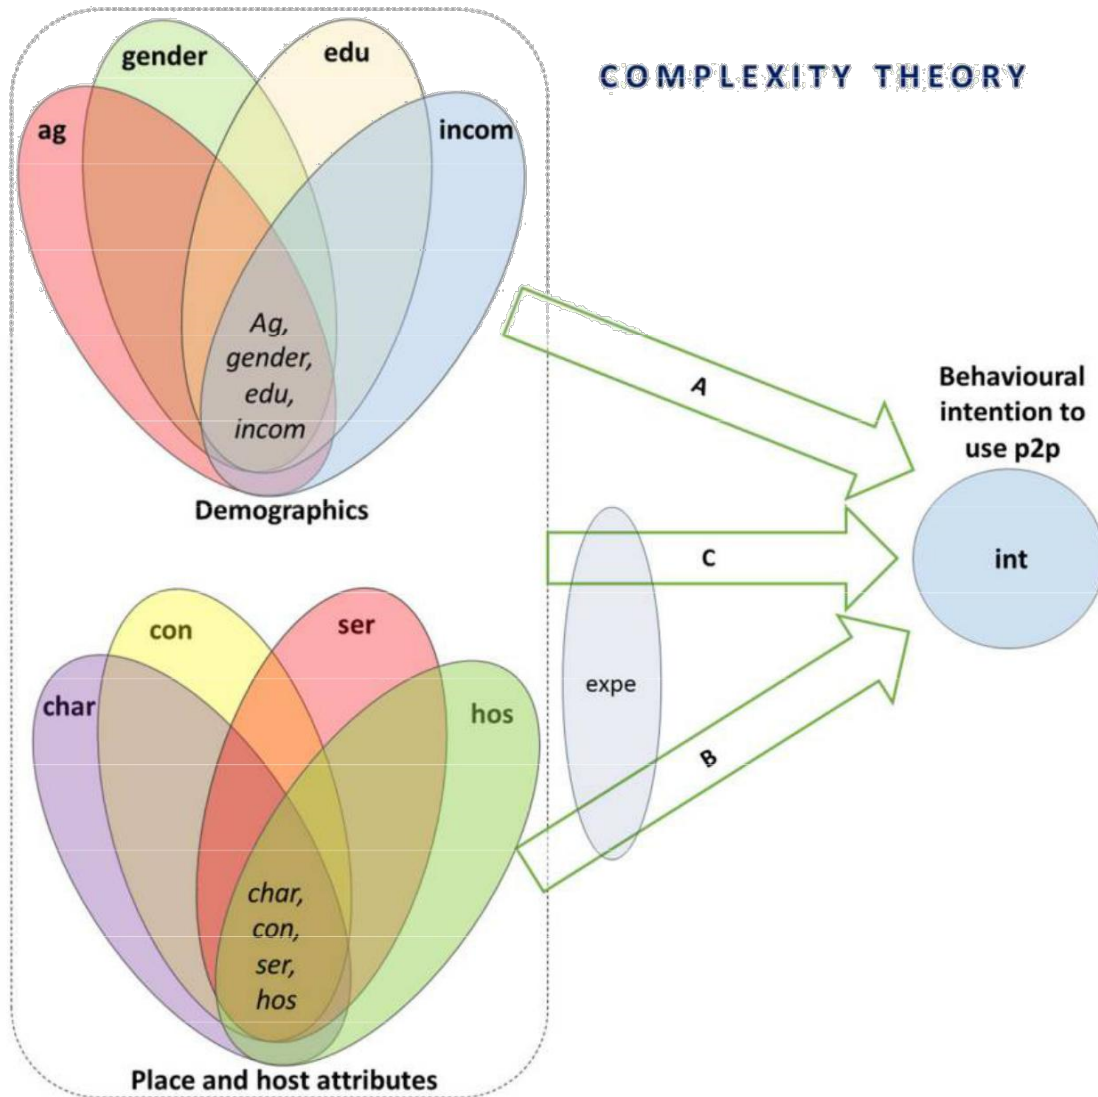 COMPLEXITY THEORY
gender
edu
ag
incom
Ag,
gender,
edu,
incom
Demographics
A
Behavioural
intention to
use p2p
int
C
expe
B
con
ser
char
hos
char,
con,
ser,
hos
Place and host attributes